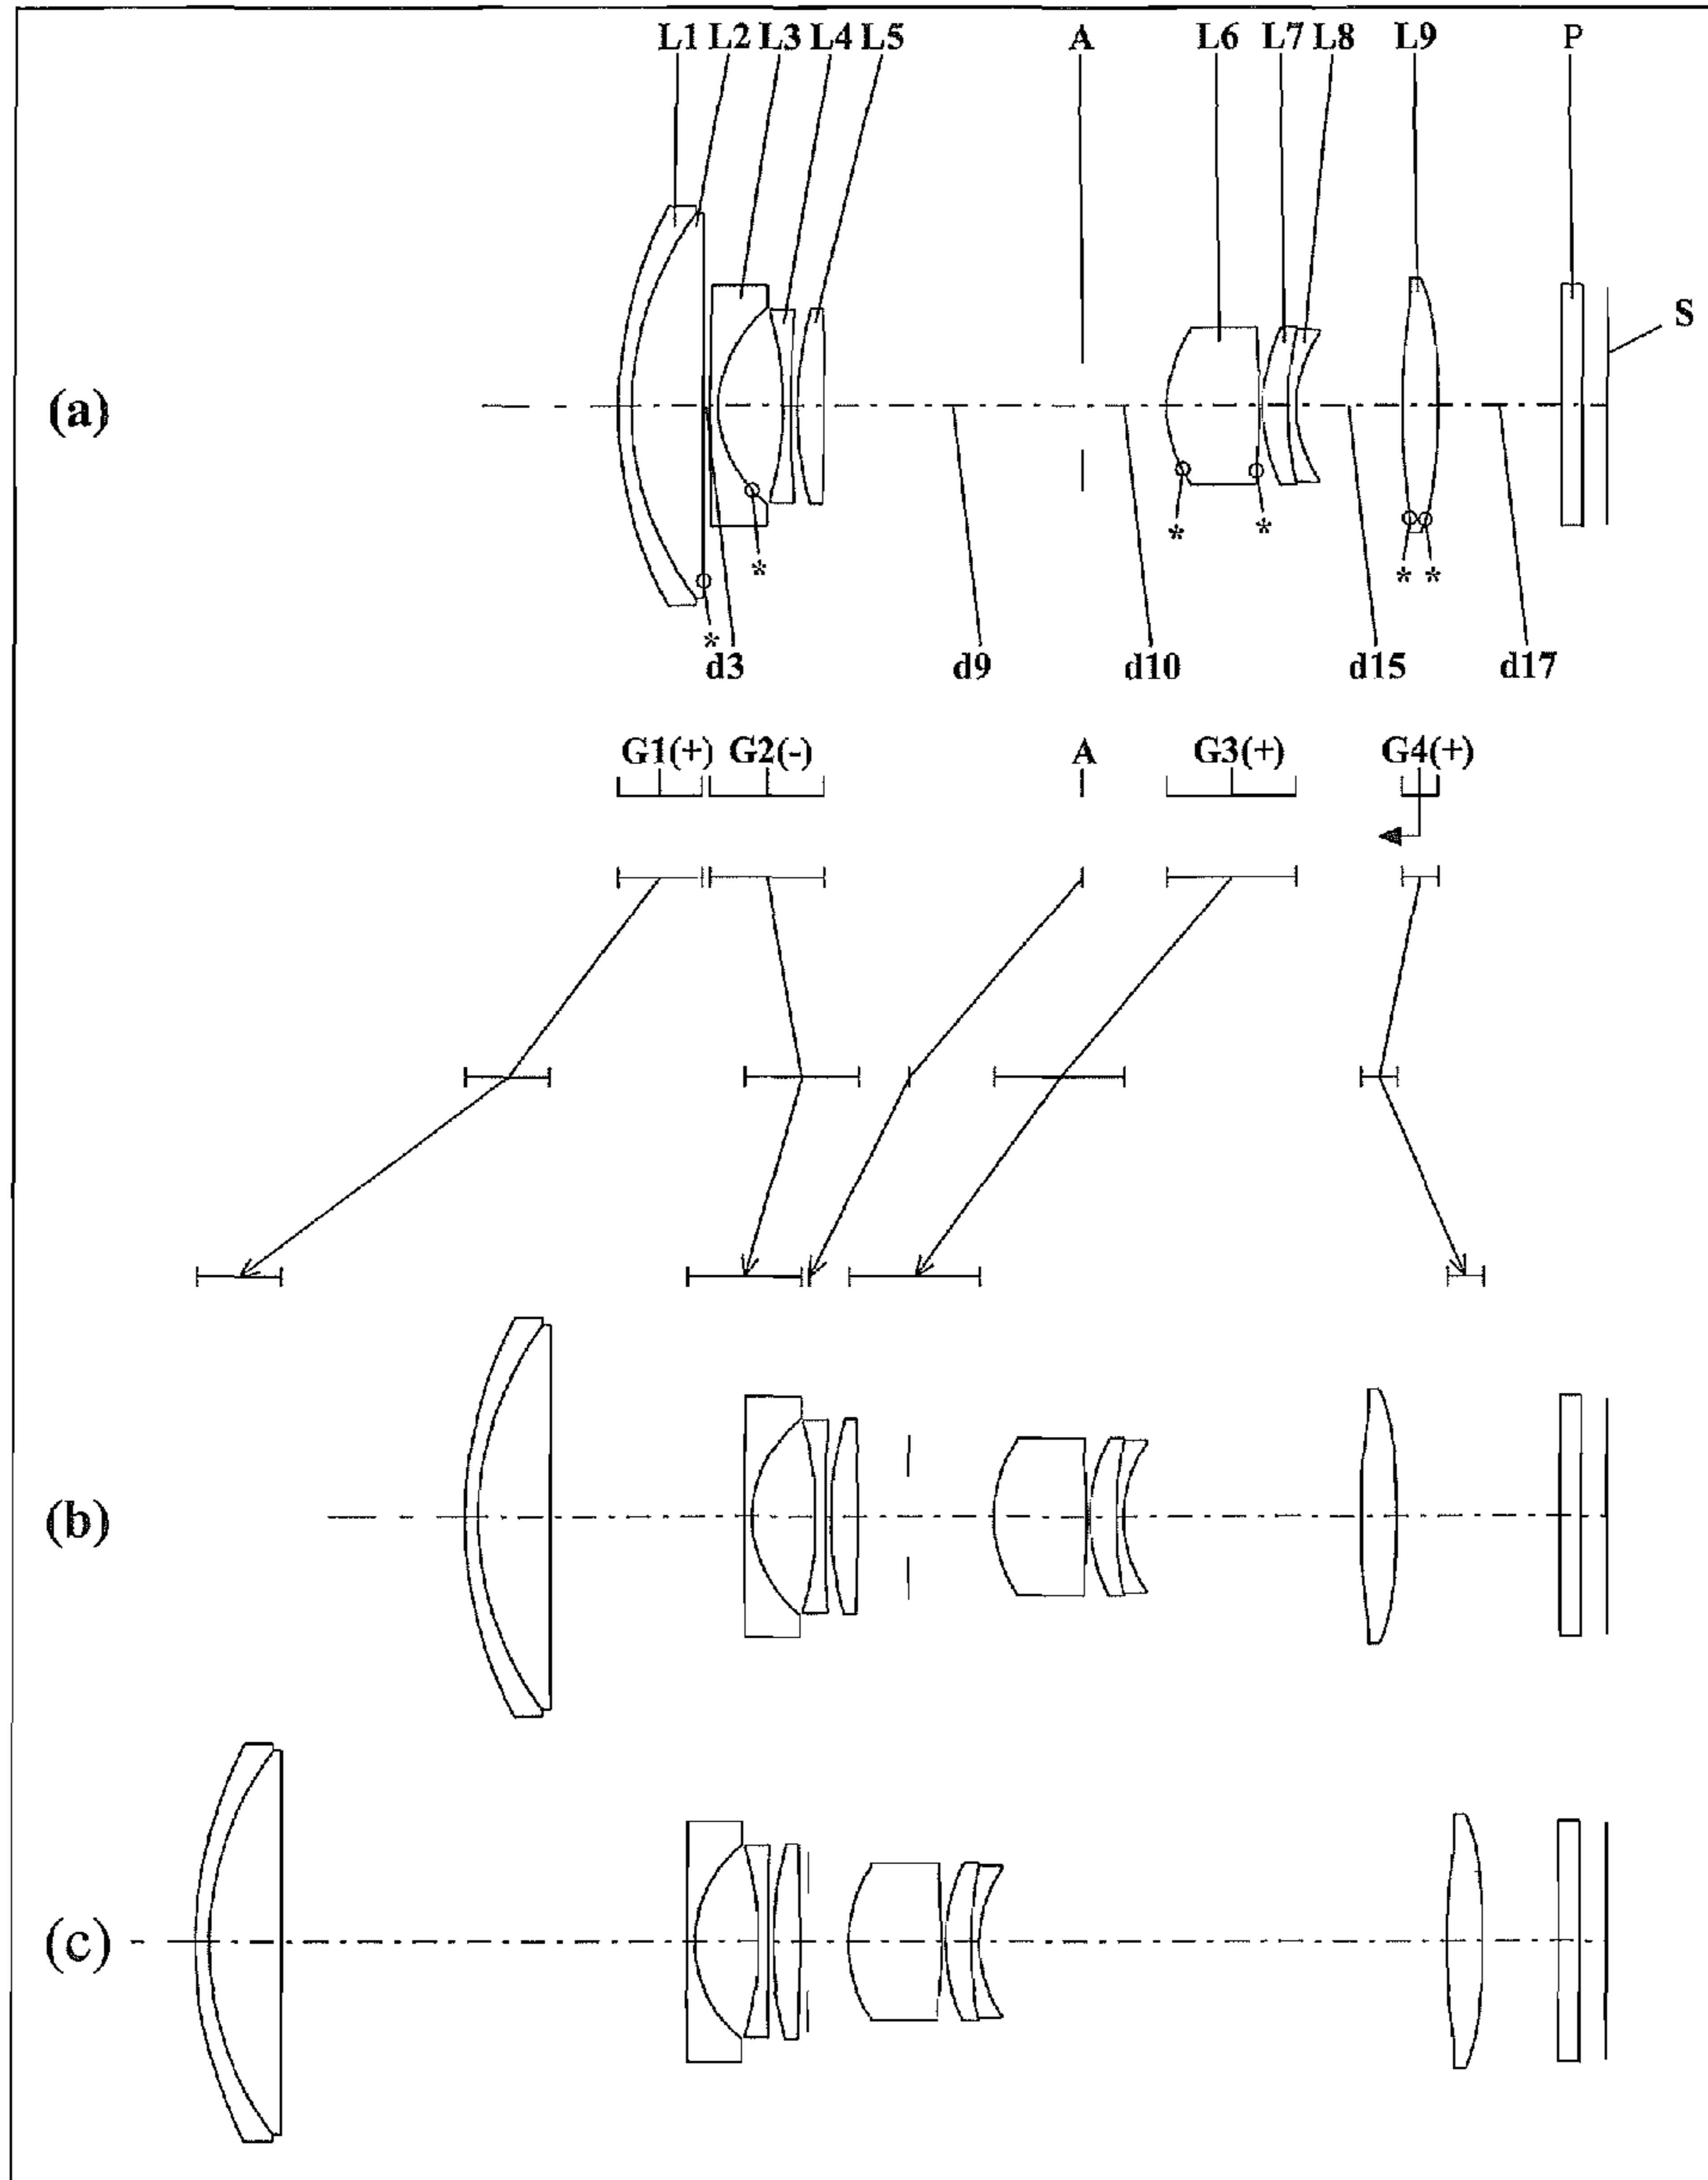 L1 L2 L3 L4 L5 A L6 L7 L8 L9 P
S
(a)
* * * * * *
d3 d9 d10 d15 d17
G1(+) G2(-) A G3(+) G4(+)
(b)
(c)